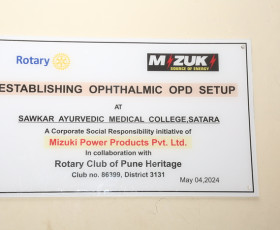 Rotary
MIZUKI
SOURCE OF ENERGY
ESTABLISHING OPHTHALMIC OPD SETUP
AT
SAWKAR AYURVEDIC MEDICAL COLLEGE,SATARA
A Corporate Social Responsibility initiative of
Mizuki Power Products Pvt. Ltd.
In collaboration with
Rotary Club of Pune Heritage
Club no. District 3131
May 04,2024